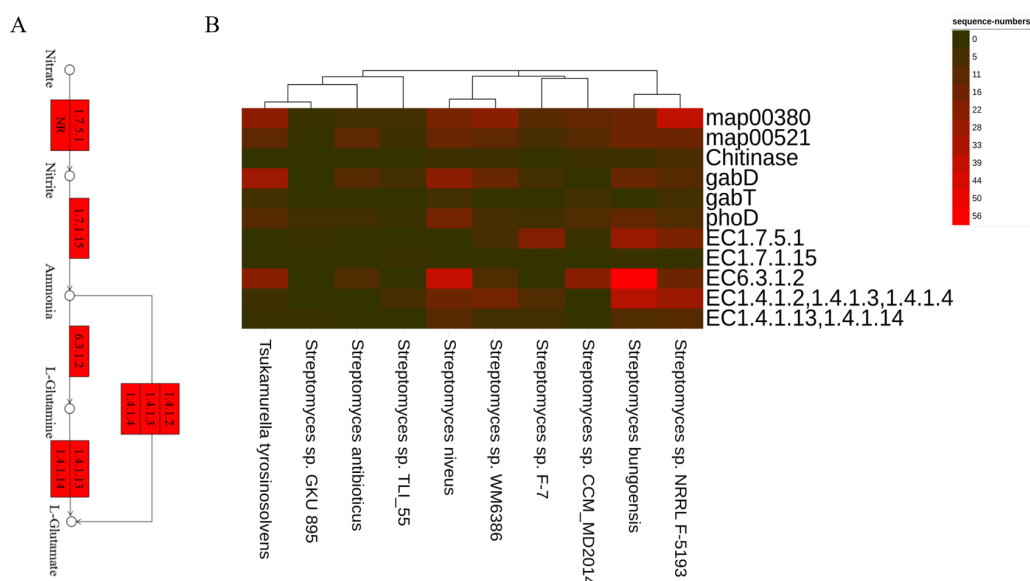 A
B
Nitrate
1.7.5.1
NR
Nitrite
1.7.1.15
Ammonia
6.3.1.2
L-Glutamine
1.4.1.2
1.4.1.3
1.4.1.4
1.4.1.13
1.4.1.14
L-Glutamate
map00380
map00521
Chitinase
gabD
gabT
phoD
EC1.7.5.1
EC1.7.1.15
EC6.3.1.2
EC1.4.1.2,1.4.1.3,1.4.1.4
EC1.4.1.13,1.4.1.14
Tsukamurella tyrosinosolvens
Streptomyces sp. GKU 895
Streptomyces antibioticus
Streptomyces sp. TLI_55
Streptomyces niveus
Streptomyces sp. WM6386
Streptomyces sp. F-7
Streptomyces sp. CCM_MD2014
Streptomyces bungoensis
Streptomyces sp. NRRL F-5193
sequence-numbers
0
5
11
16
22
28
33
39
44
50
56